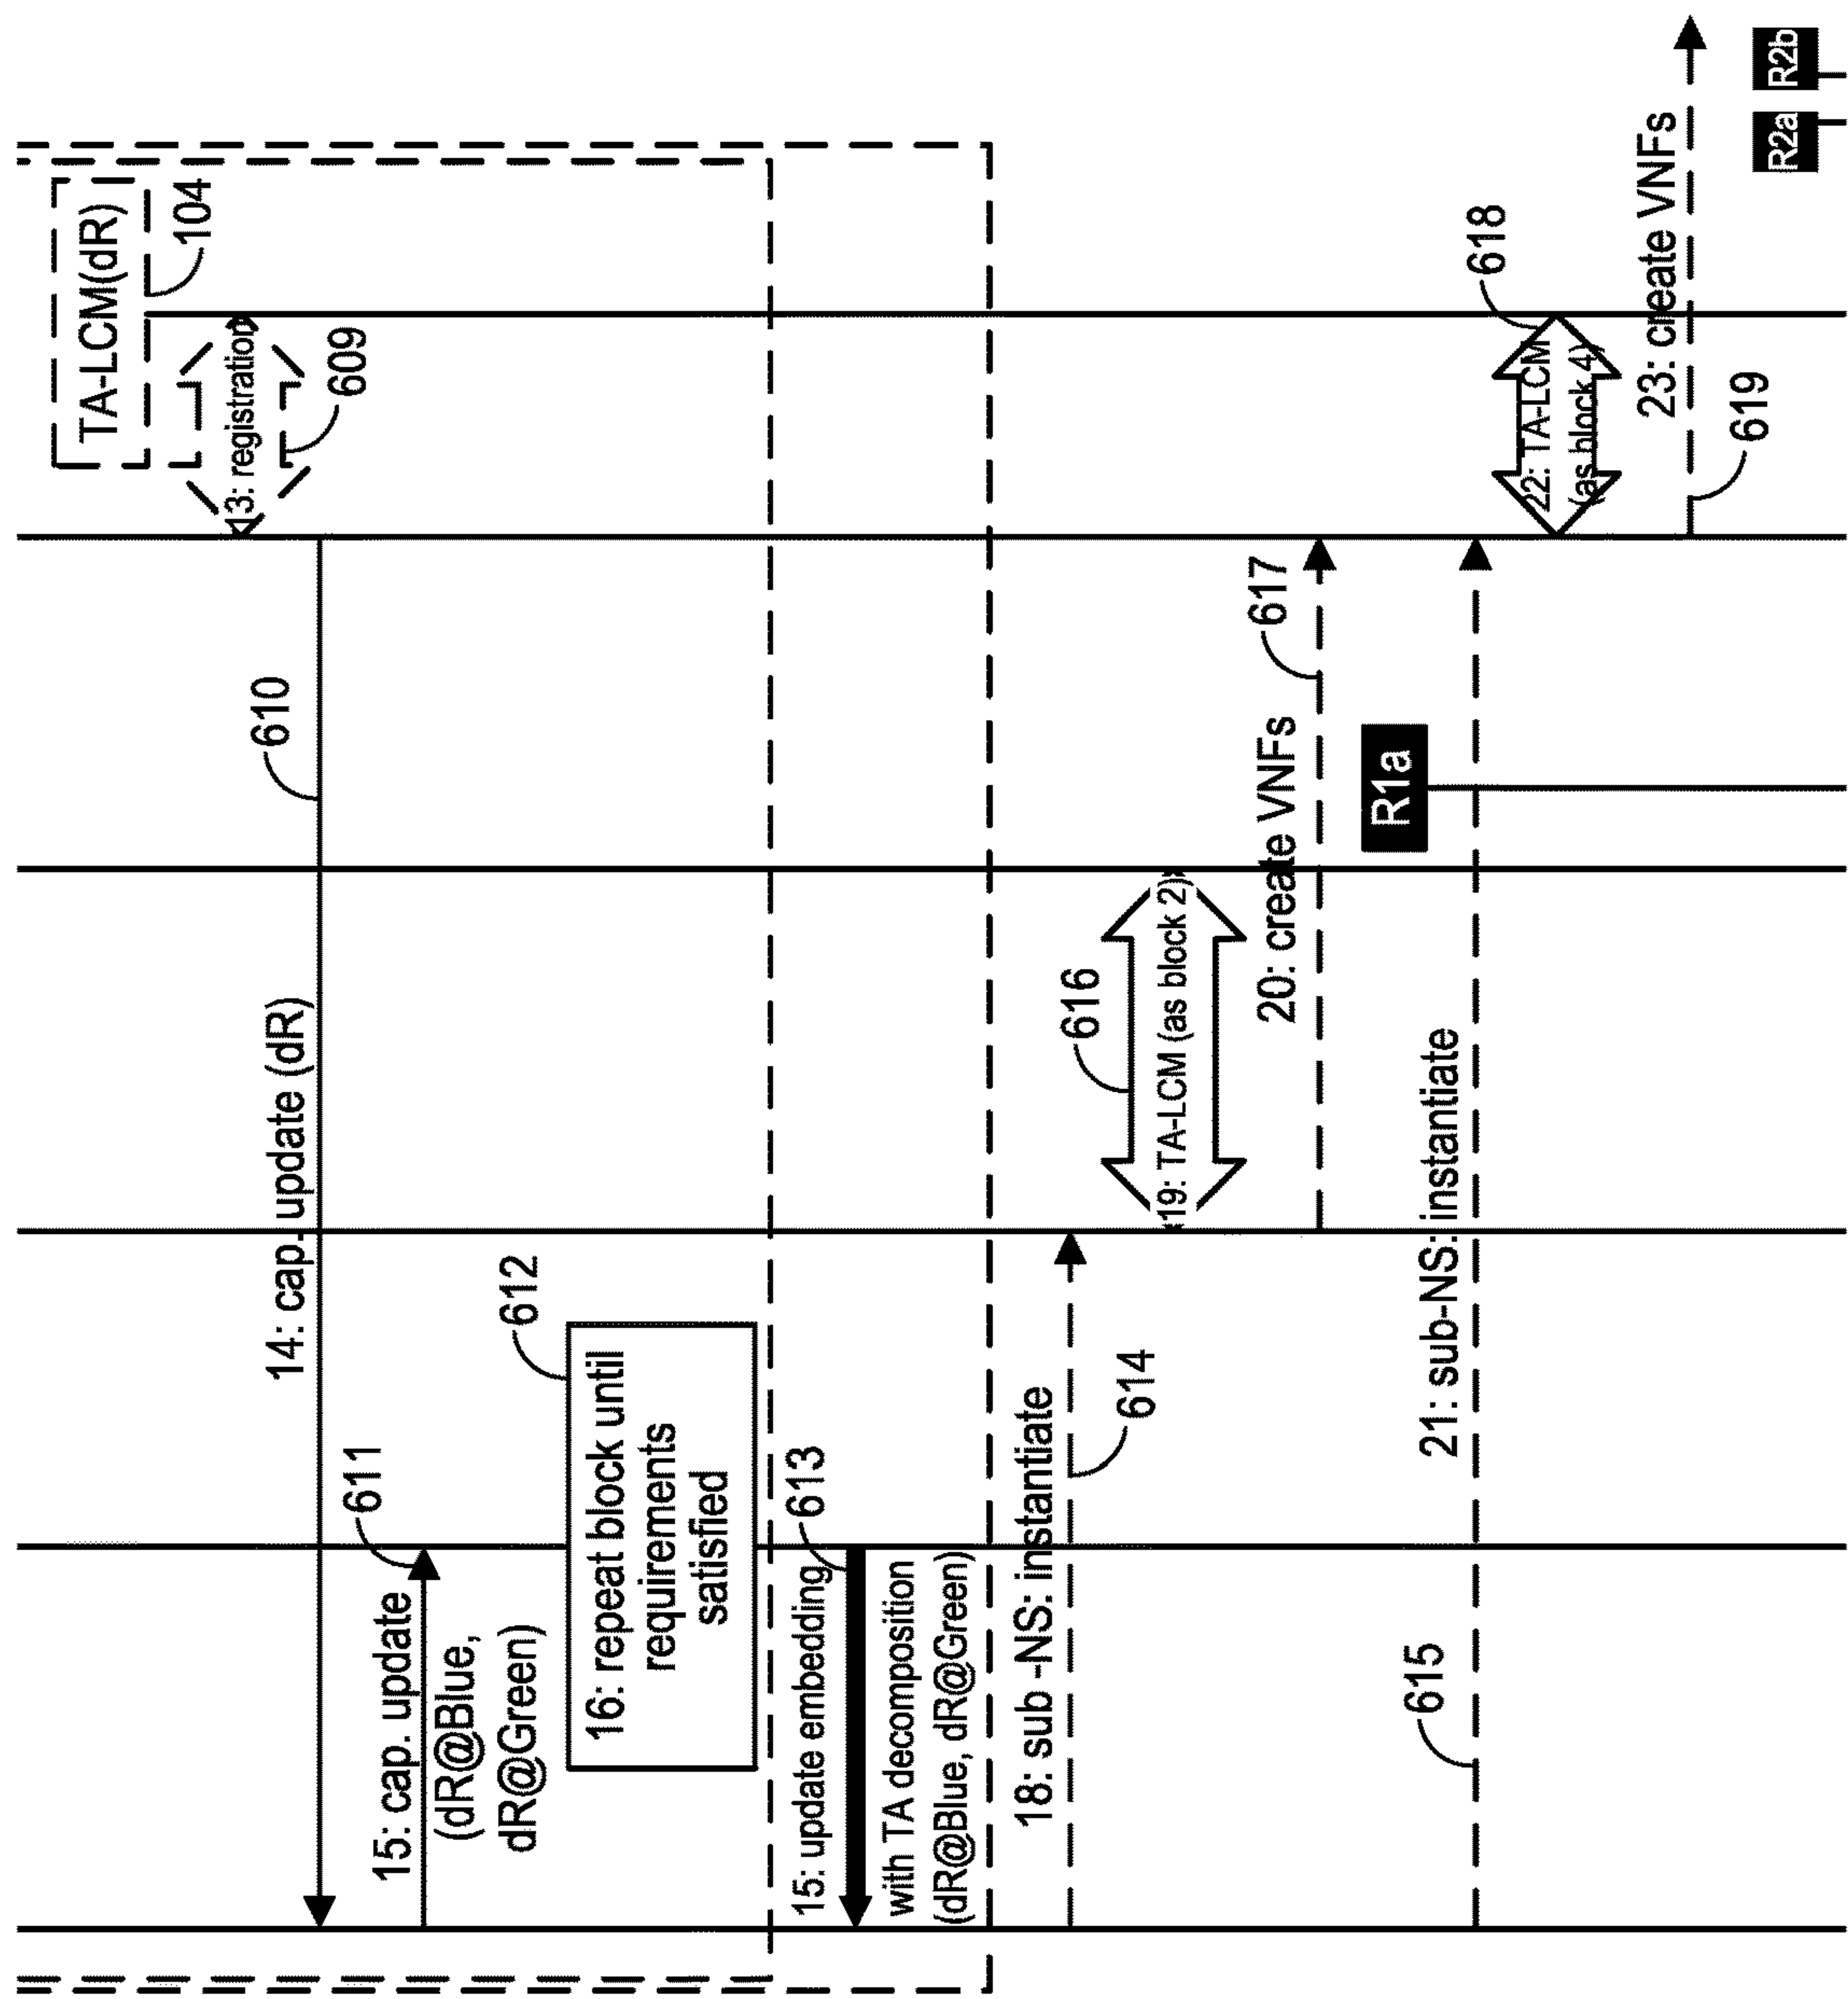 TA-LCM(dR)
104
13: registration
609
610
14: cap. update (dR)
611
15: cap. update
(dR@Blue,
dR@Green)
612
16: repeat block until
requirements
satisfied
613
15: update embedding
with TA decomposition
(dR@Blue, dR@Green)
18: sub -NS: instantiate
614
616
19: TA-LCM (as block 2)
20: create VNFs
617
R1a
21: sub-NS: instantiate
615
618
22: TA-LCM
(as block 4)
23: create VNFs
619
R2a
R2b